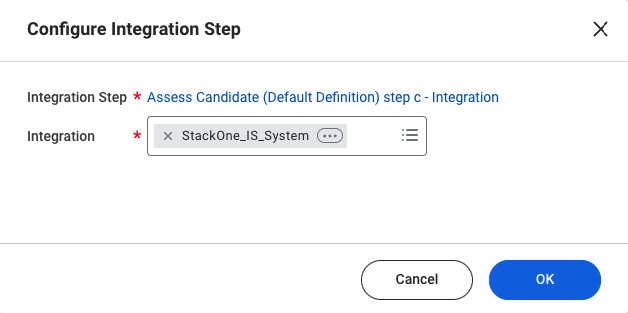 Configure Integration Step
Integration Step * Assess Candidate (Default Definition) step c - Integration
Integration * StackOne_IS_System
Cancel OK